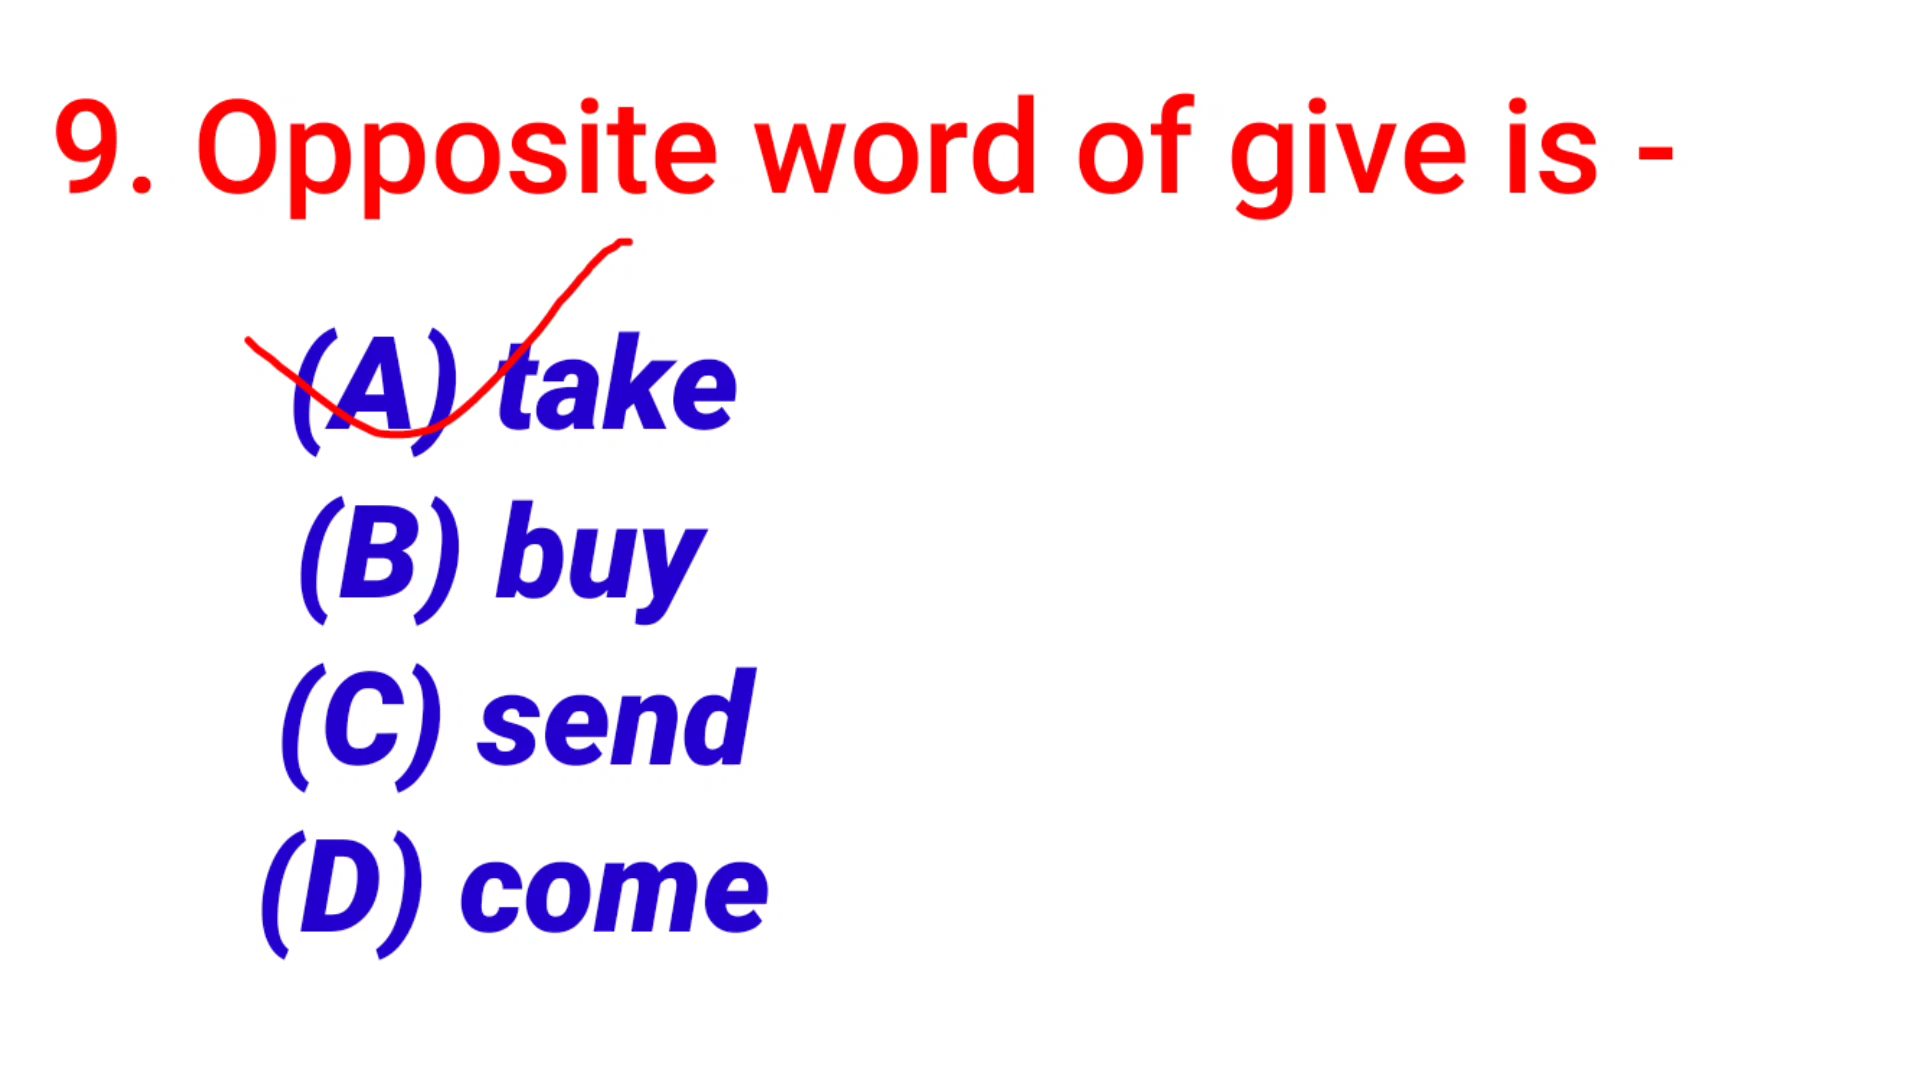 9. Opposite word of give is -
(A) take
(B) buy
(C) send
(D) come